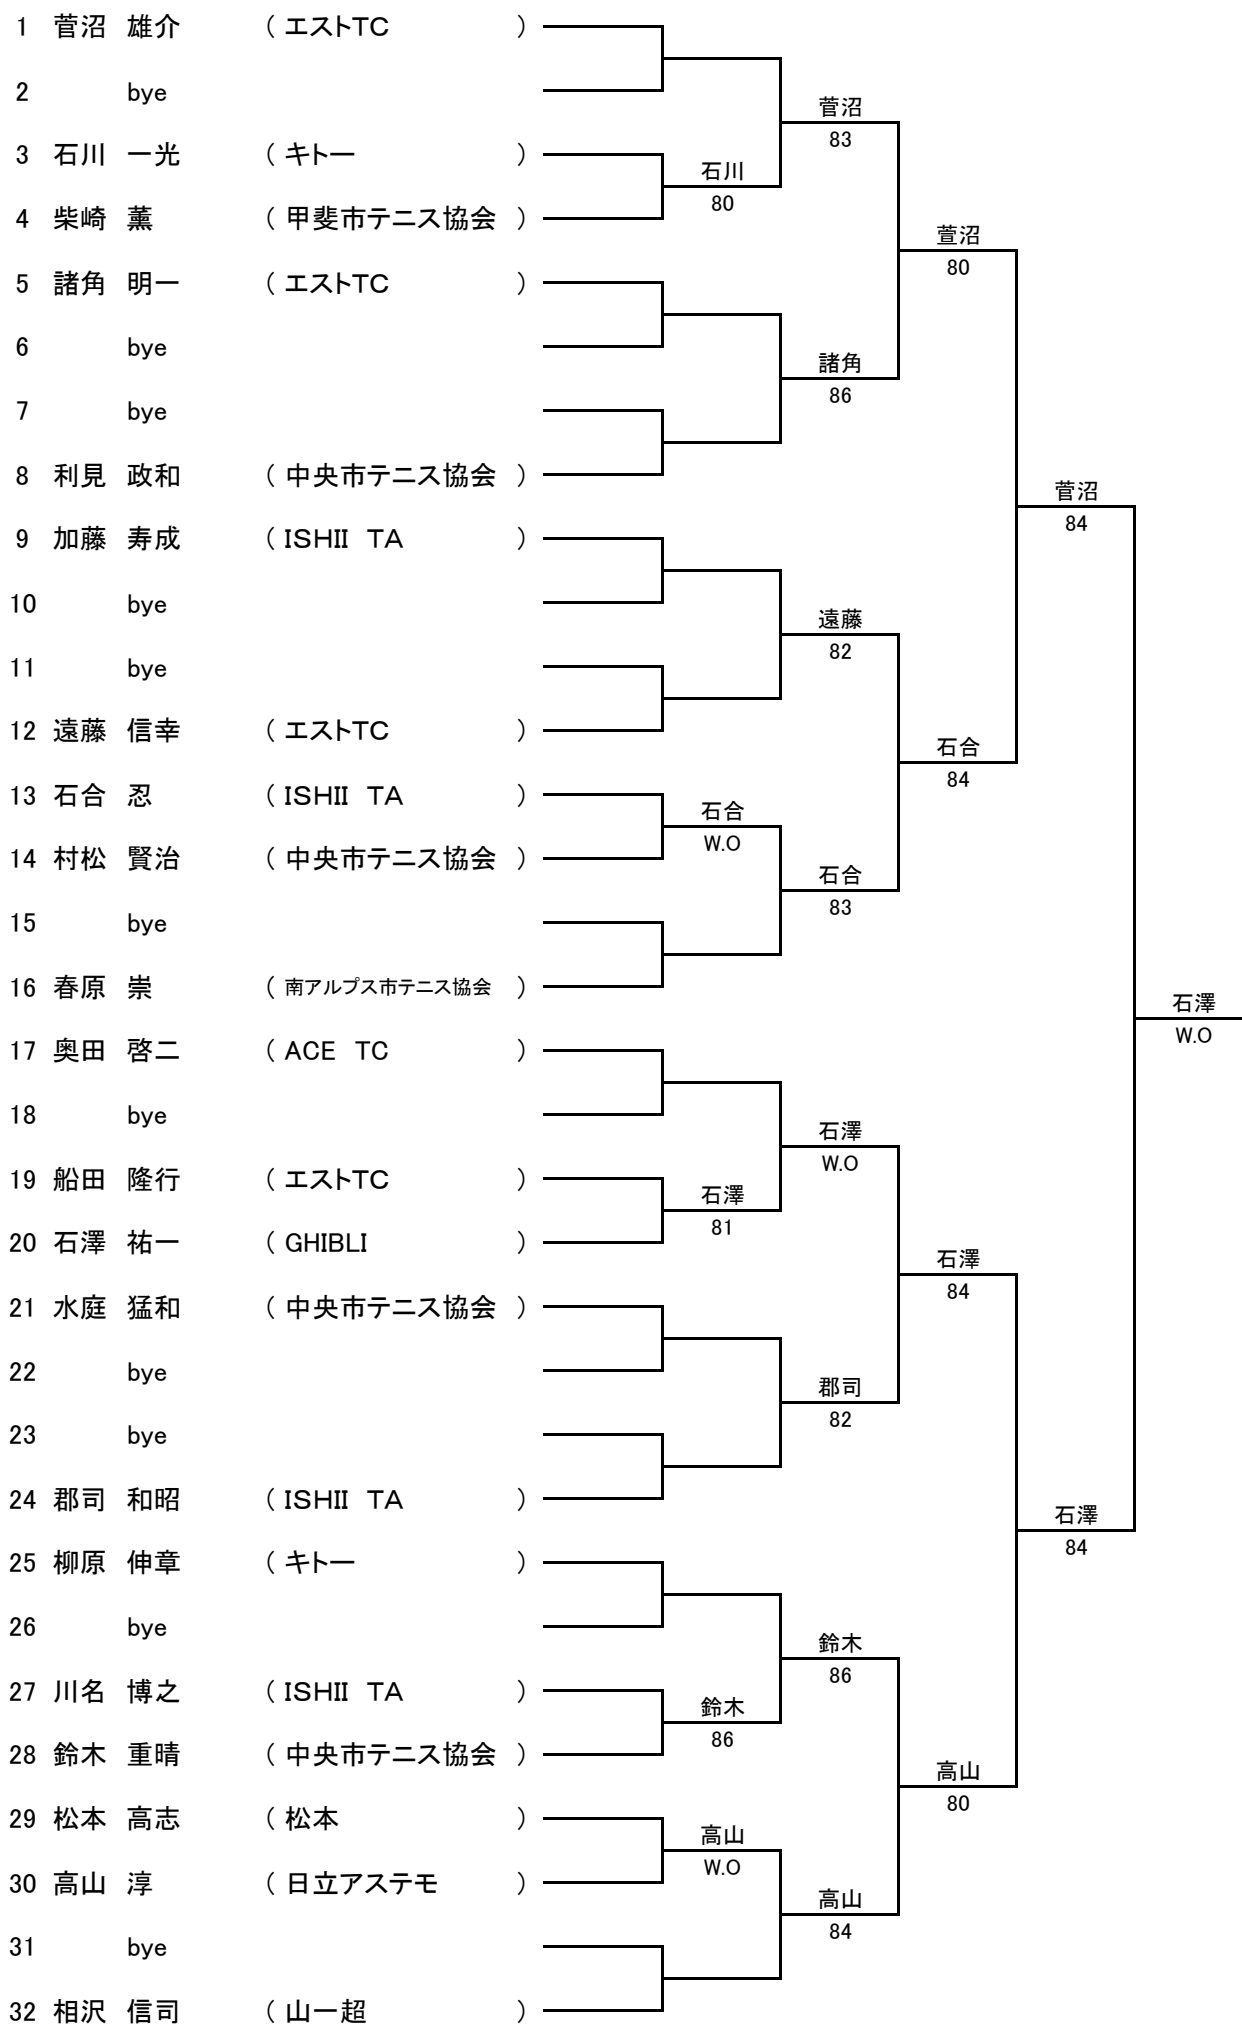 1 菅沼 雄介 ( エストTC )
2 bye
菅沼
83
3 石川 一光 ( キトー )
石川
80
4 柴崎 薫 ( 甲斐市テニス協会 )
萱沼
80
5 諸角 明一 ( エストTC )
6 bye
諸角
86
7 bye
8 利見 政和 ( 中央市テニス協会 )
菅沼
84
9 加藤 寿成 ( ISHII TA )
10 bye
遠藤
82
11 bye
12 遠藤 信幸 ( エストTC )
石合
84
13 石合 忍 ( ISHII TA )
石合
W.O
14 村松 賢治 ( 中央市テニス協会 )
石合
83
15 bye
16 春原 崇 ( 南アルプス市テニス協会 )
石澤
W.O
17 奥田 啓二 ( ACE TC )
18 bye
石澤
W.O
19 船田 隆行 ( エストTC )
石澤
81
20 石澤 祐一 ( GHIBLI )
石澤
84
21 水庭 猛和 ( 中央市テニス協会 )
22 bye
郡司
82
23 bye
24 郡司 和昭 ( ISHII TA )
石澤
84
25 柳原 伸章 ( キトー )
26 bye
鈴木
86
27 川名 博之 ( ISHII TA )
鈴木
86
28 鈴木 重晴 ( 中央市テニス協会 )
高山
80
29 松本 高志 ( 松本 )
高山
W.O
30 高山 淳 ( 日立アステモ )
高山
84
31 bye
32 相沢 信司 ( 山一超 )